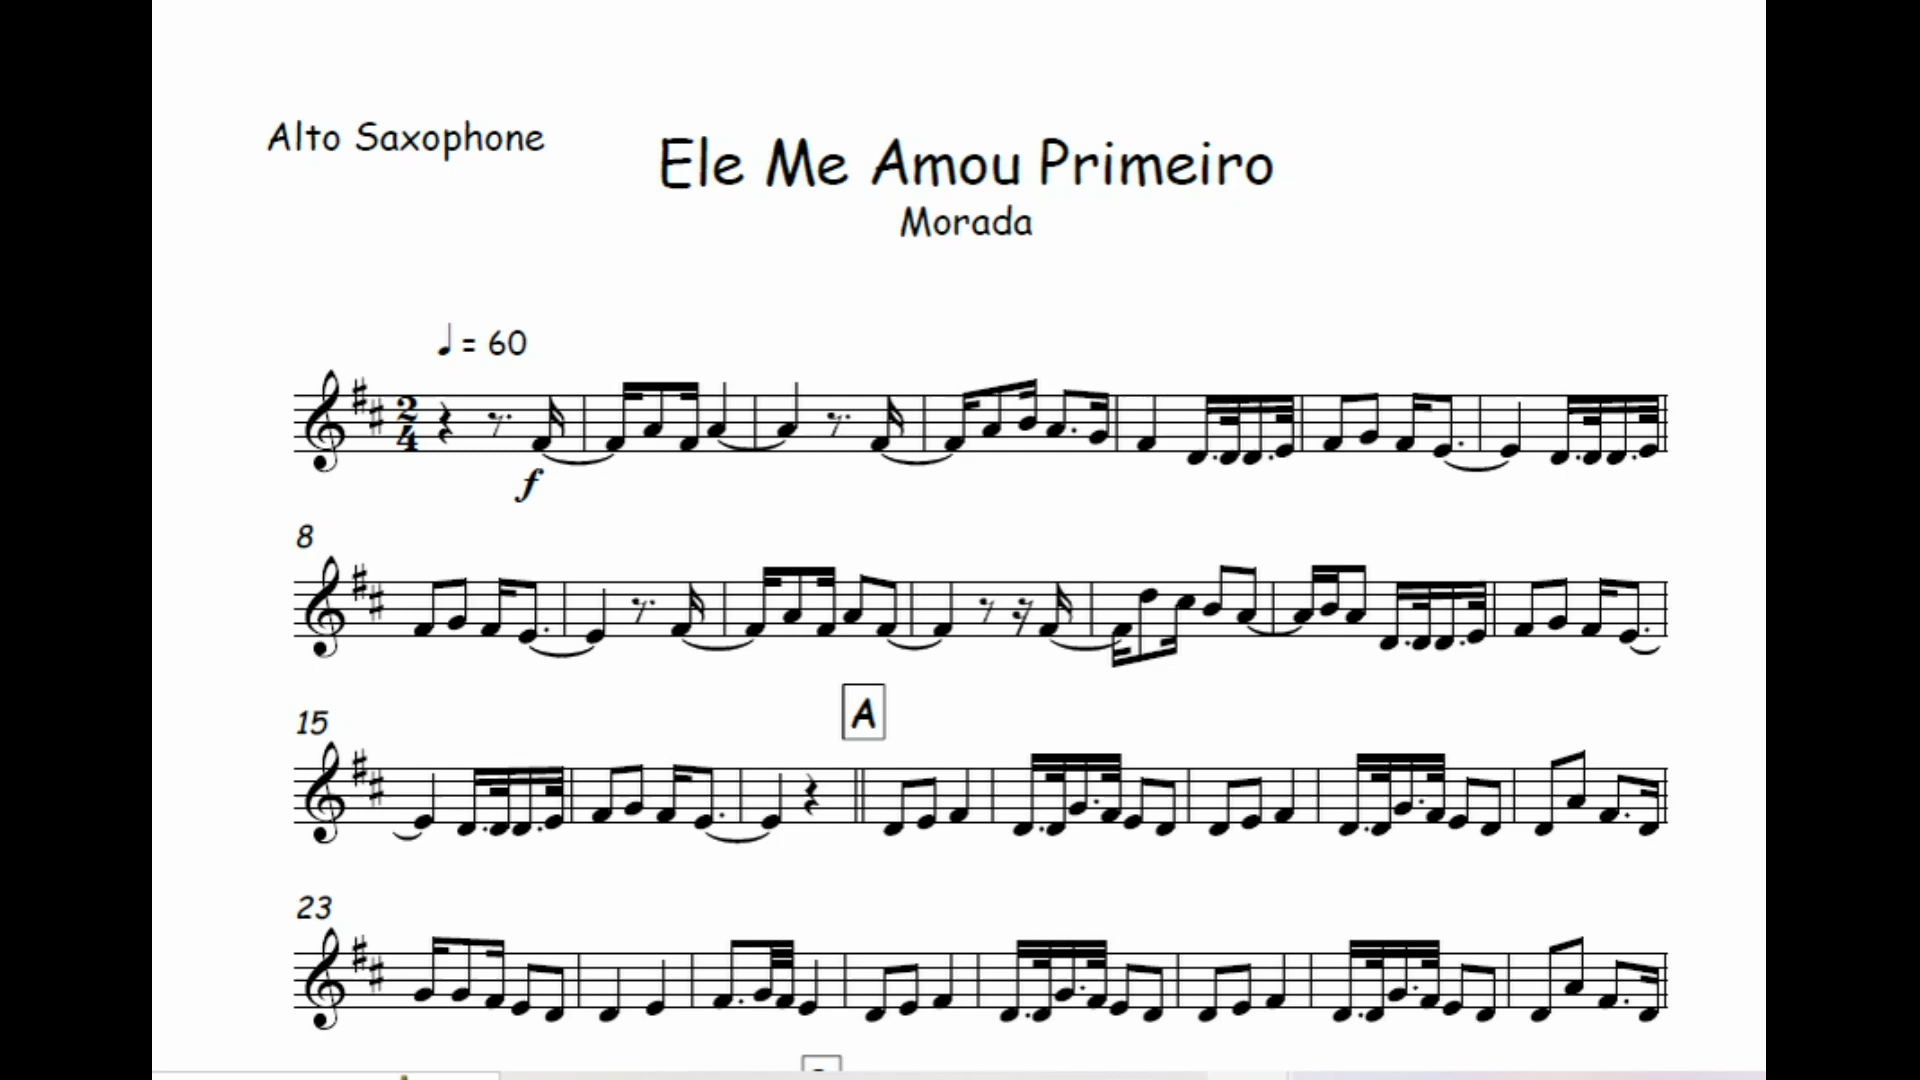 Alto Saxophone
Ele Me Amou Primeiro
Morada
= 60
2
4
f
8
15
A
23